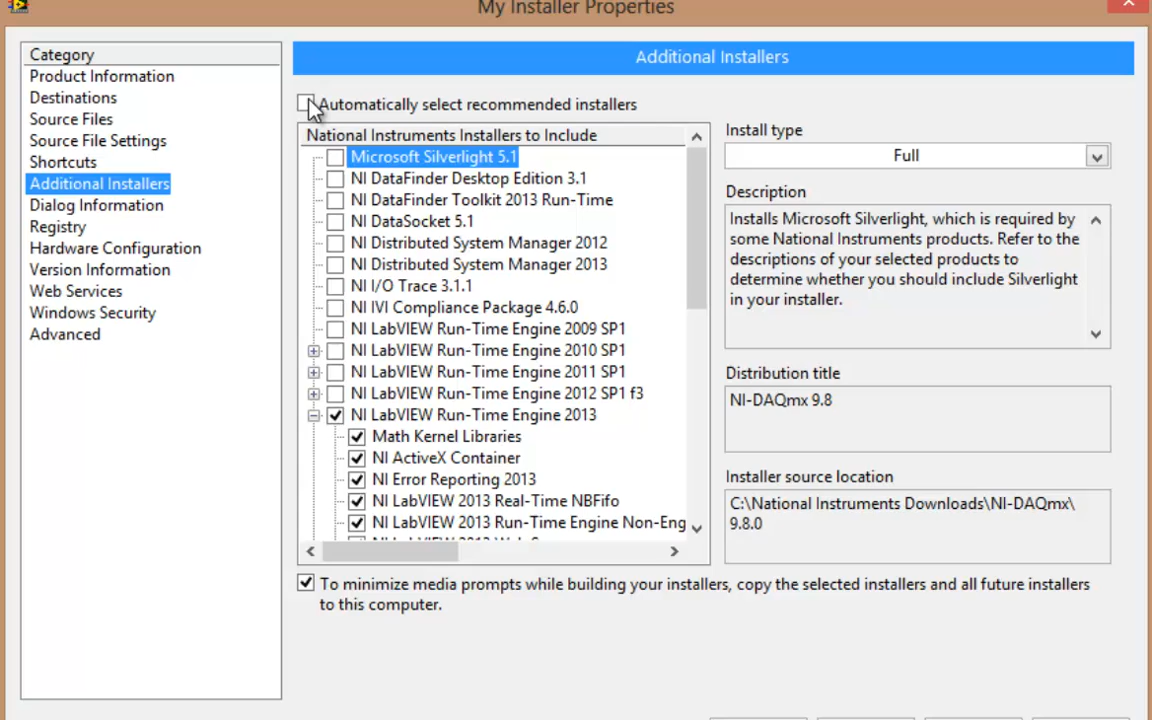 My Installer Properties
Category
Product Information
Destinations
Source Files
Source File Settings
Shortcuts
Additional Installers
Dialog Information
Registry
Hardware Configuration
Version Information
Web Services
Windows Security
Advanced
Additional Installers
Automatically select recommended installers
National Instruments Installers to Include
Microsoft Silverlight 5.1
NI DataFinder Desktop Edition 3.1
NI DataFinder Toolkit 2013 Run-Time
NI DataSocket 5.1
NI Distributed System Manager 2012
NI Distributed System Manager 2013
NI I/O Trace 3.1.1
NI IVI Compliance Package 4.6.0
NI LabVIEW Run-Time Engine 2009 SP1
NI LabVIEW Run-Time Engine 2010 SP1
NI LabVIEW Run-Time Engine 2011 SP1
NI LabVIEW Run-Time Engine 2012 SP1 f3
NI LabVIEW Run-Time Engine 2013
Math Kernel Libraries
NI ActiveX Container
NI Error Reporting 2013
NI LabVIEW 2013 Real-Time NBFifo
NI LabVIEW 2013 Run-Time Engine Non-Eng
Install type
Full
Description
Installs Microsoft Silverlight, which is required by
some National Instruments products. Refer to the
descriptions of your selected products to
determine whether you should include Silverlight
in your installer.
Distribution title
NI-DAQmx 9.8
Installer source location
C:\National Instruments Downloads\NI-DAQmx\
9.8.0
To minimize media prompts while building your installers, copy the selected installers and all future installers
to this computer.